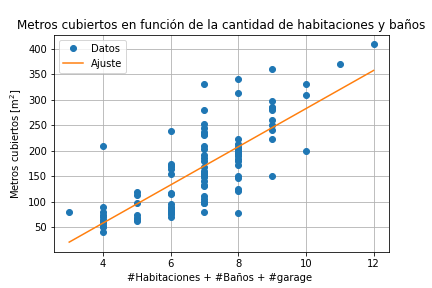 Metros cubiertos en función de la cantidad de habitaciones y baños
Datos
Ajuste
Metros cubiertos [m²]
400
350
300
250
200
150
100
50
4
6
8
10
12
#Habitaciones + #Baños + #garage